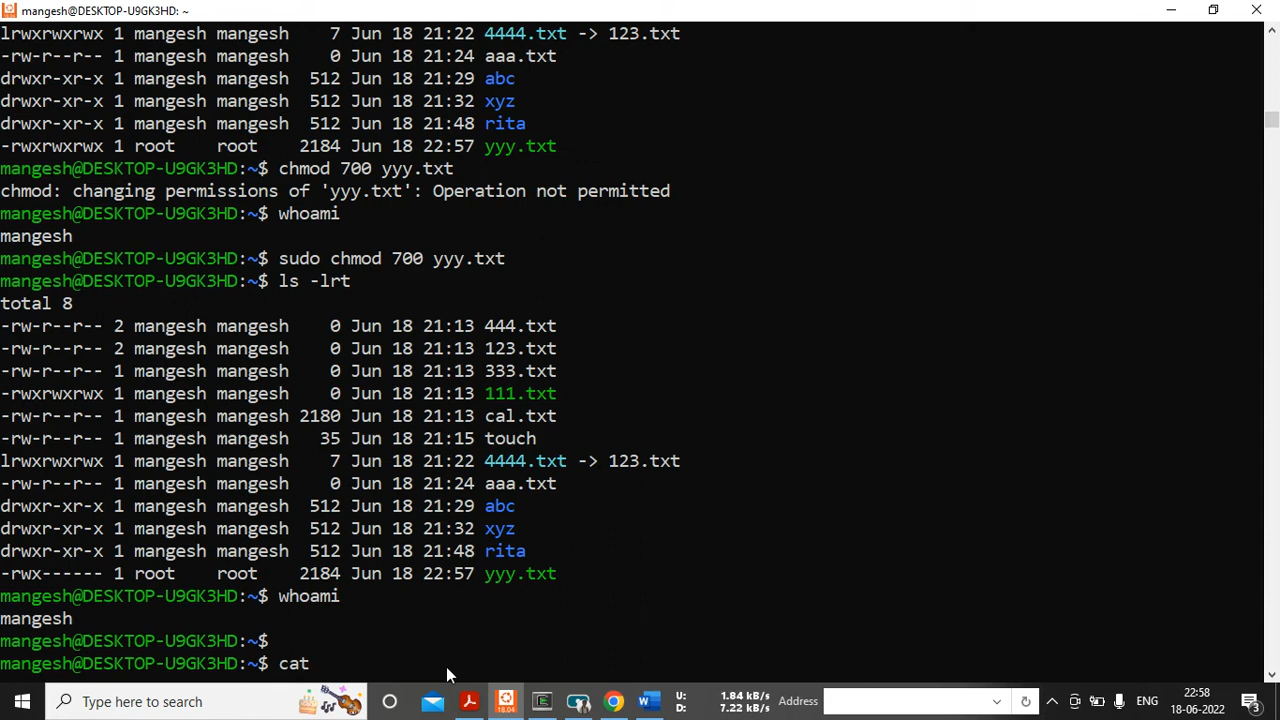 mangesh@DESKTOP-U9GK3HD: ~
lrwxrwxrwx 1 mangesh mangesh    7 Jun 18 21:22 4444.txt -> 123.txt
-rw-r--r-- 1 mangesh mangesh    0 Jun 18 21:24 aaa.txt
drwxr-xr-x 1 mangesh mangesh  512 Jun 18 21:29 abc
drwxr-xr-x 1 mangesh mangesh  512 Jun 18 21:32 xyz
drwxr-xr-x 1 mangesh mangesh  512 Jun 18 21:48 rita
-rwxrwxrwx 1 root    root    2184 Jun 18 22:57 yyy.txt
mangesh@DESKTOP-U9GK3HD:~$ chmod 700 yyy.txt
chmod: changing permissions of 'yyy.txt': Operation not permitted
mangesh@DESKTOP-U9GK3HD:~$ whoami
mangesh
mangesh@DESKTOP-U9GK3HD:~$ sudo chmod 700 yyy.txt
mangesh@DESKTOP-U9GK3HD:~$ ls -lrt
total 8
-rw-r--r-- 2 mangesh mangesh    0 Jun 18 21:13 444.txt
-rw-r--r-- 2 mangesh mangesh    0 Jun 18 21:13 123.txt
-rw-r--r-- 1 mangesh mangesh    0 Jun 18 21:13 333.txt
-rwxrwxrwx 1 mangesh mangesh    0 Jun 18 21:13 111.txt
-rw-r--r-- 1 mangesh mangesh 2180 Jun 18 21:13 cal.txt
-rw-r--r-- 1 mangesh mangesh   35 Jun 18 21:15 touch
lrwxrwxrwx 1 mangesh mangesh    7 Jun 18 21:22 4444.txt -> 123.txt
-rw-r--r-- 1 mangesh mangesh    0 Jun 18 21:24 aaa.txt
drwxr-xr-x 1 mangesh mangesh  512 Jun 18 21:29 abc
drwxr-xr-x 1 mangesh mangesh  512 Jun 18 21:32 xyz
drwxr-xr-x 1 mangesh mangesh  512 Jun 18 21:48 rita
-rwx------ 1 root    root    2184 Jun 18 22:57 yyy.txt
mangesh@DESKTOP-U9GK3HD:~$ whoami
mangesh
mangesh@DESKTOP-U9GK3HD:~$
mangesh@DESKTOP-U9GK3HD:~$ cat
Type here to search
18.04
U: 1.84 kB/s
D: 7.22 kB/s
Address
ENG
22:58
18-06-2022
3